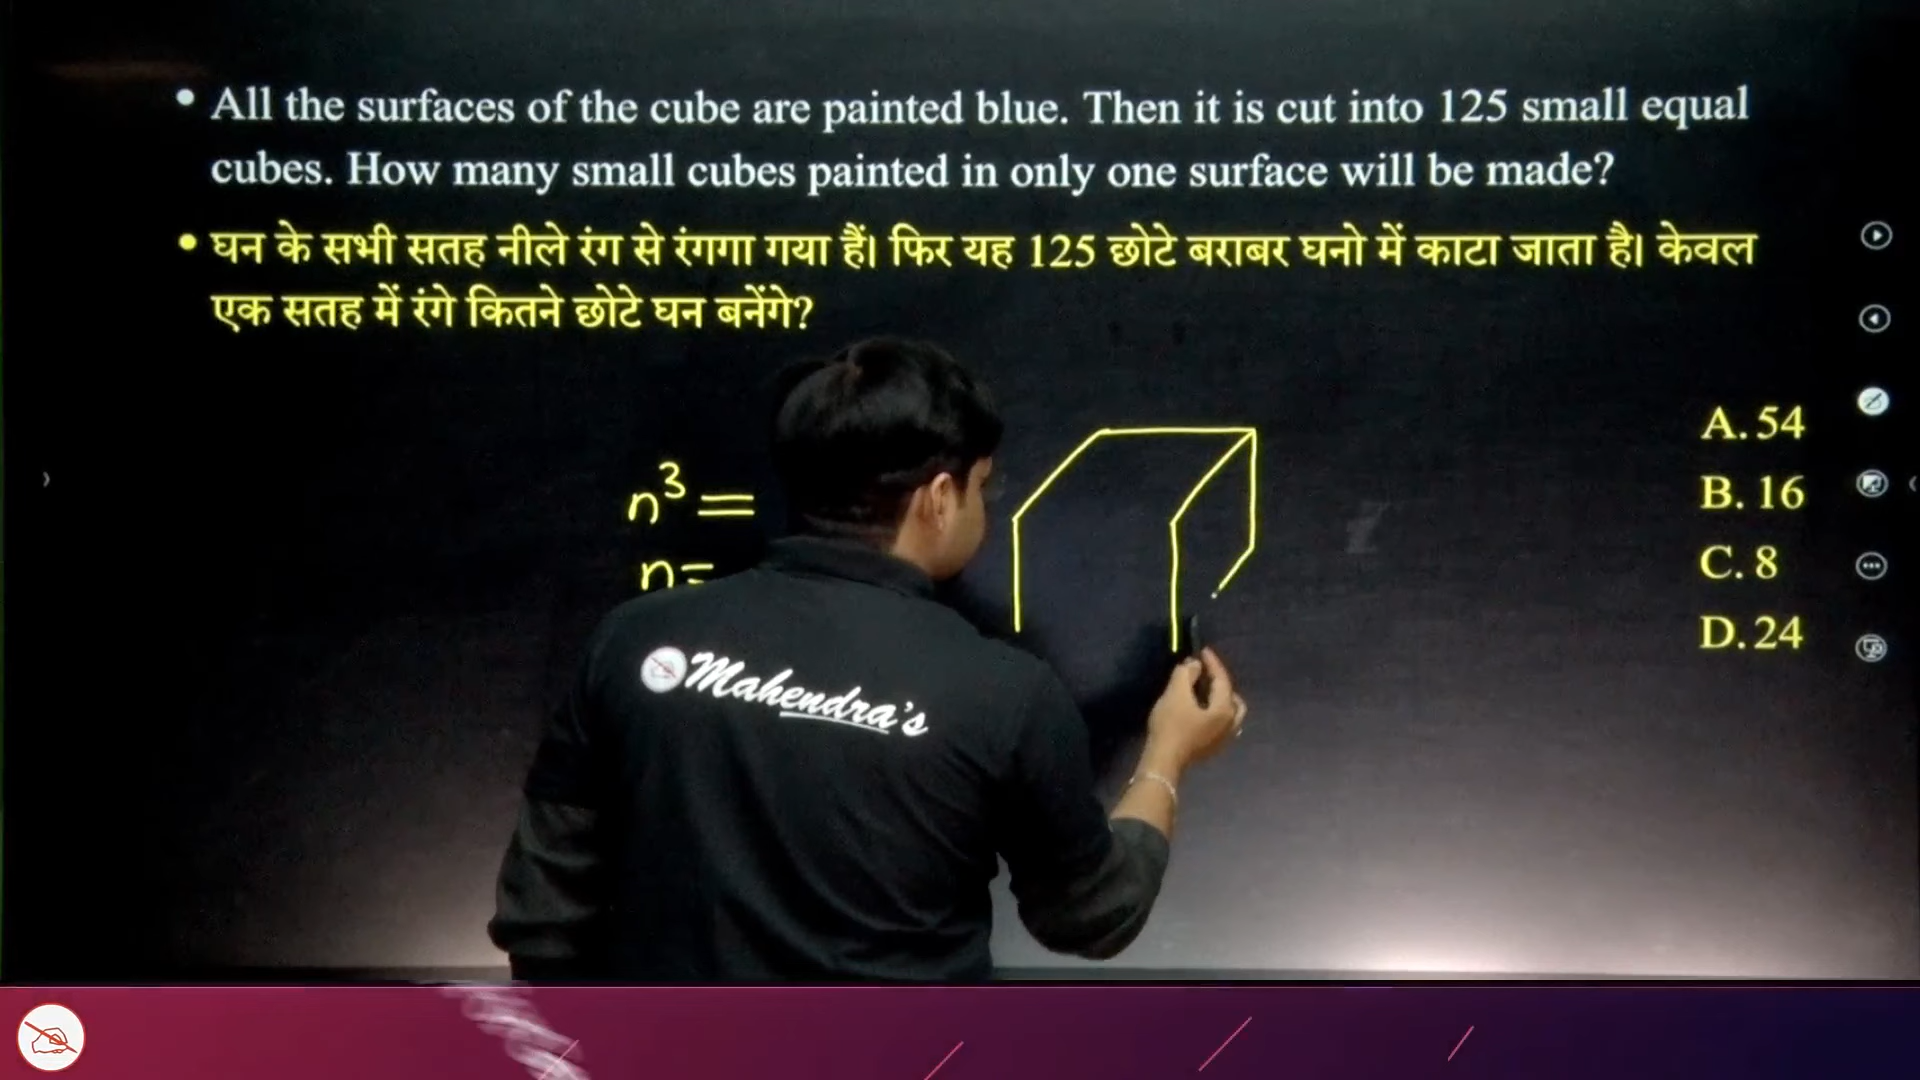 • All the surfaces of the cube are painted blue. Then it is cut into 125 small equal
cubes. How many small cubes painted in only one surface will be made?
• घन के सभी सतह नीले रंग से रंगगा गया हैं। फिर यह 125 छोटे बराबर घनो में काटा जाता है। केवल
एक सतह में रंगे कितने छोटे घन बनेंगे?
n³ =
n=
A. 54
B. 16
C. 8
D. 24
Mahendra's